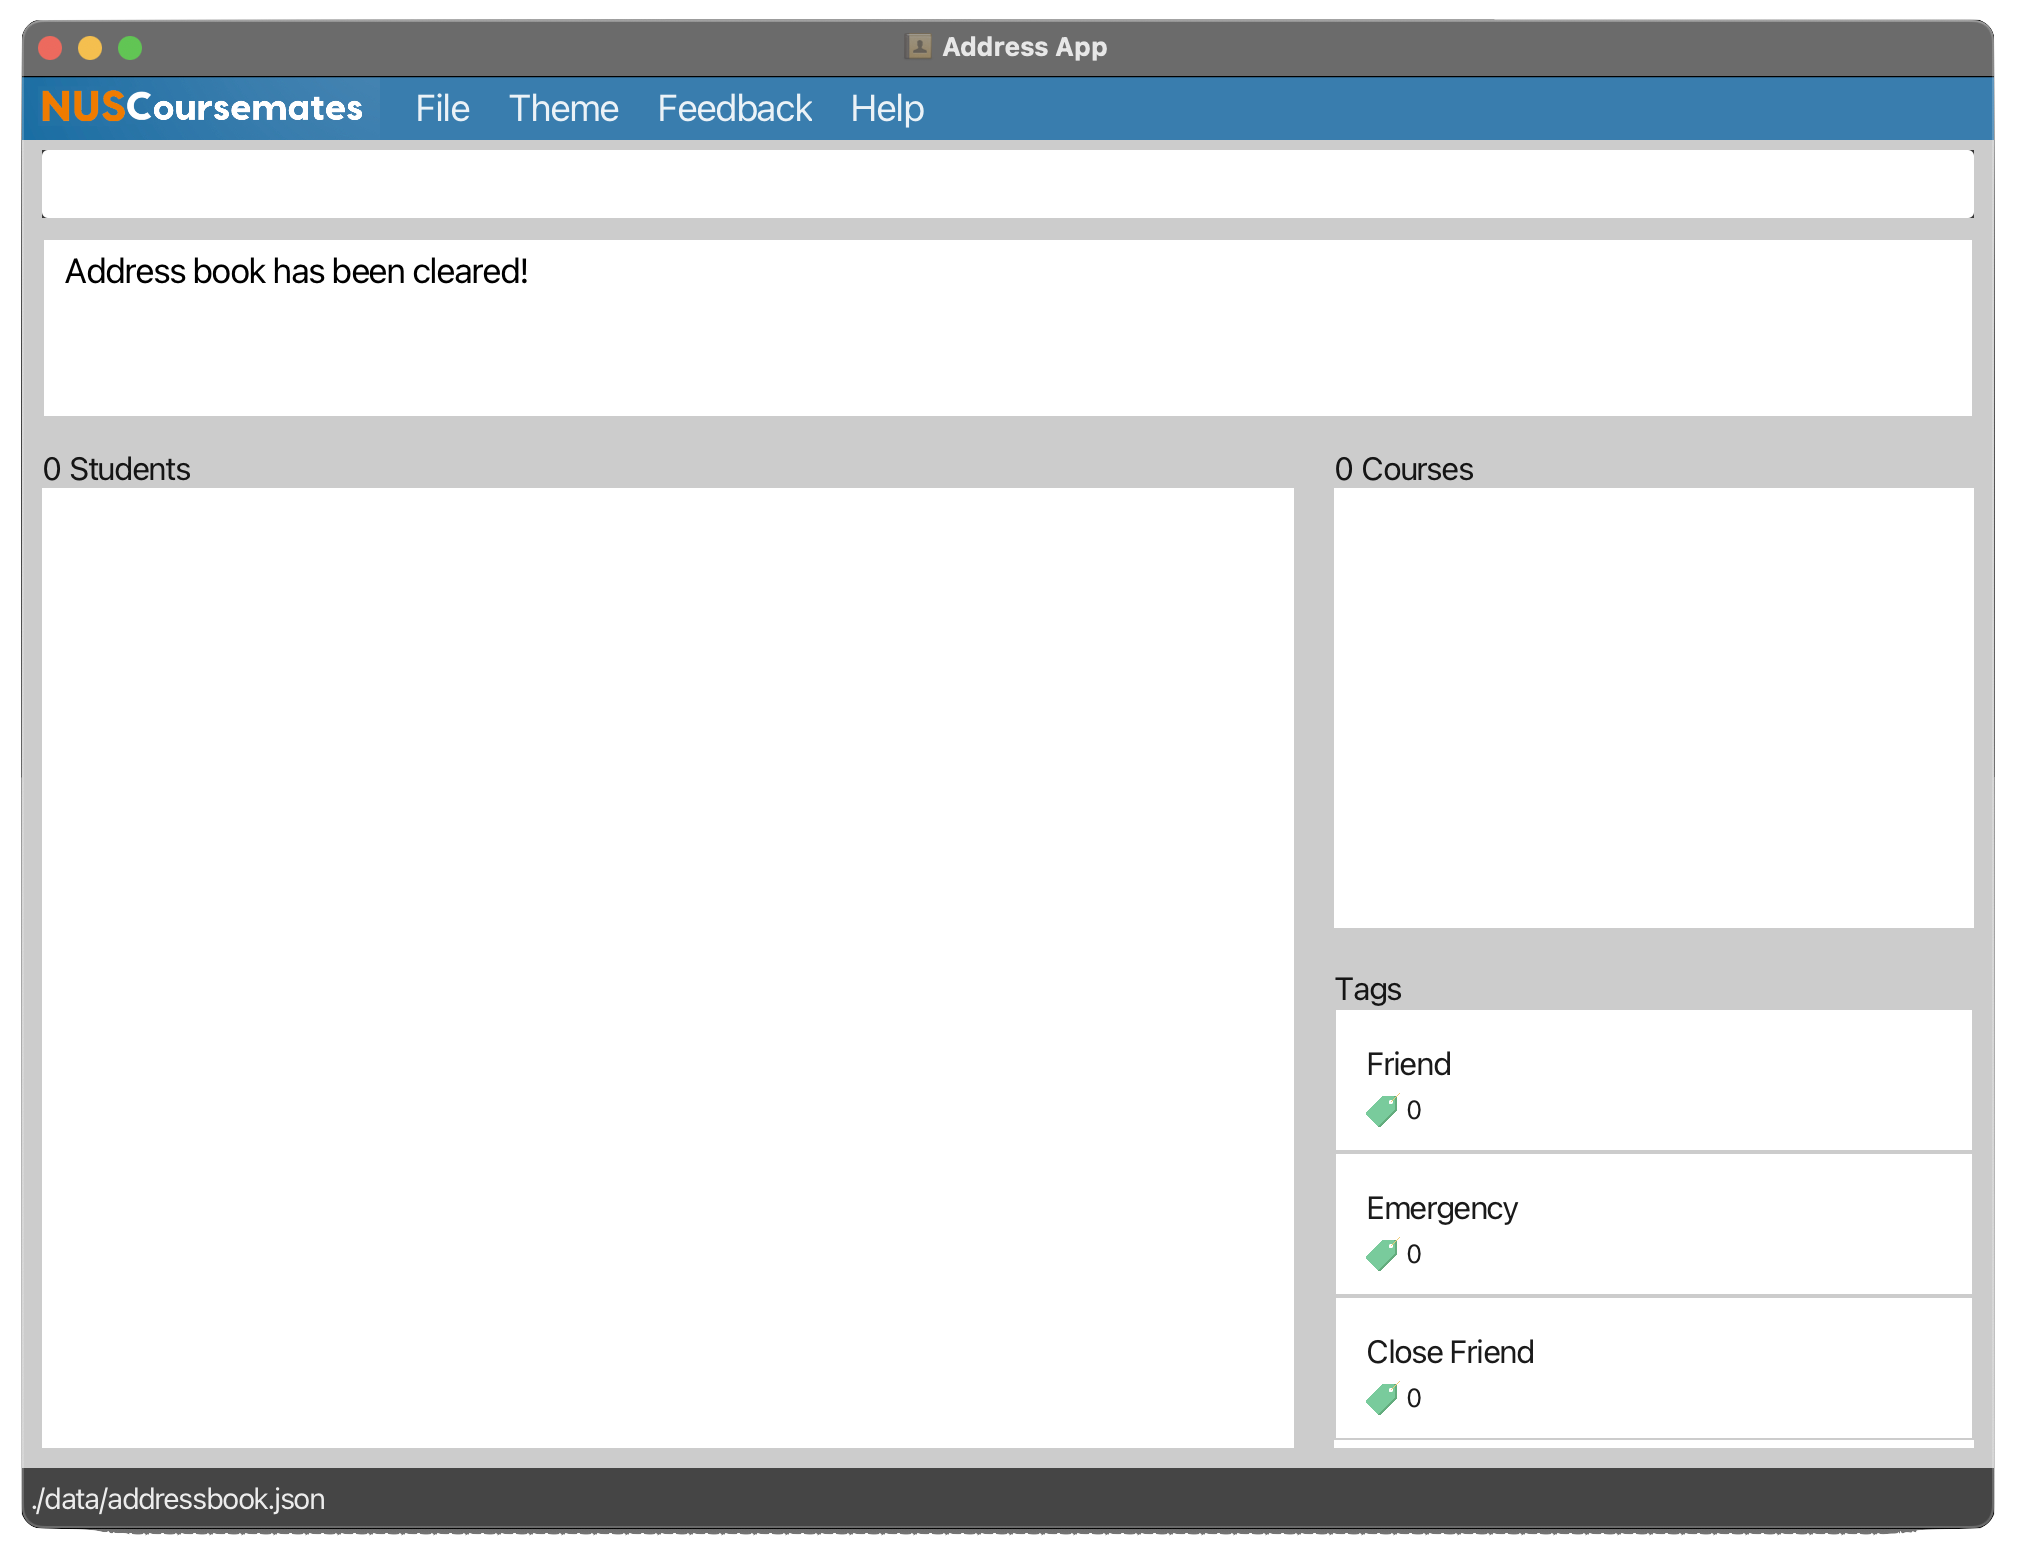 Address App
NUSCoursemates File Theme Feedback Help
Address book has been cleared!
0 Students
0 Courses
Tags
Friend
0
Emergency
0
Close Friend
0
./data/addressbook.json